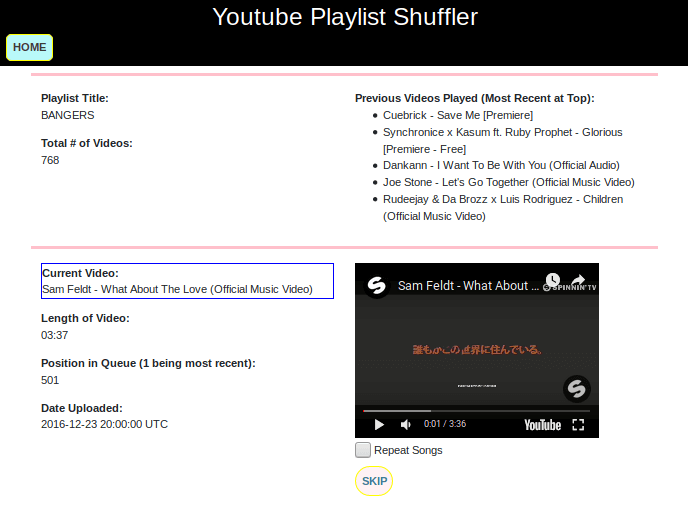 Youtube Playlist Shuffler
HOME
Playlist Title:
BANGERS
Total # of Videos:
768
Previous Videos Played (Most Recent at Top):
Cuebrick - Save Me [Premiere]
Synchronice x Kasum ft. Ruby Prophet - Glorious
[Premiere - Free]
Dankann - I Want To Be With You (Official Audio)
Joe Stone - Let's Go Together (Official Music Video)
Rudeejay & Da Brozz x Luis Rodriguez - Children
(Official Music Video)
Current Video:
Sam Feldt - What About The Love (Official Music Video)
Length of Video:
03:37
Position in Queue (1 being most recent):
501
Date Uploaded:
2016-12-23 20:00:00 UTC
Sam Feldt - What About ...
SPINNIN' TV
誰もがこの世界に住んでいる。
0:01 / 3:36
YouTube
Repeat Songs
SKIP